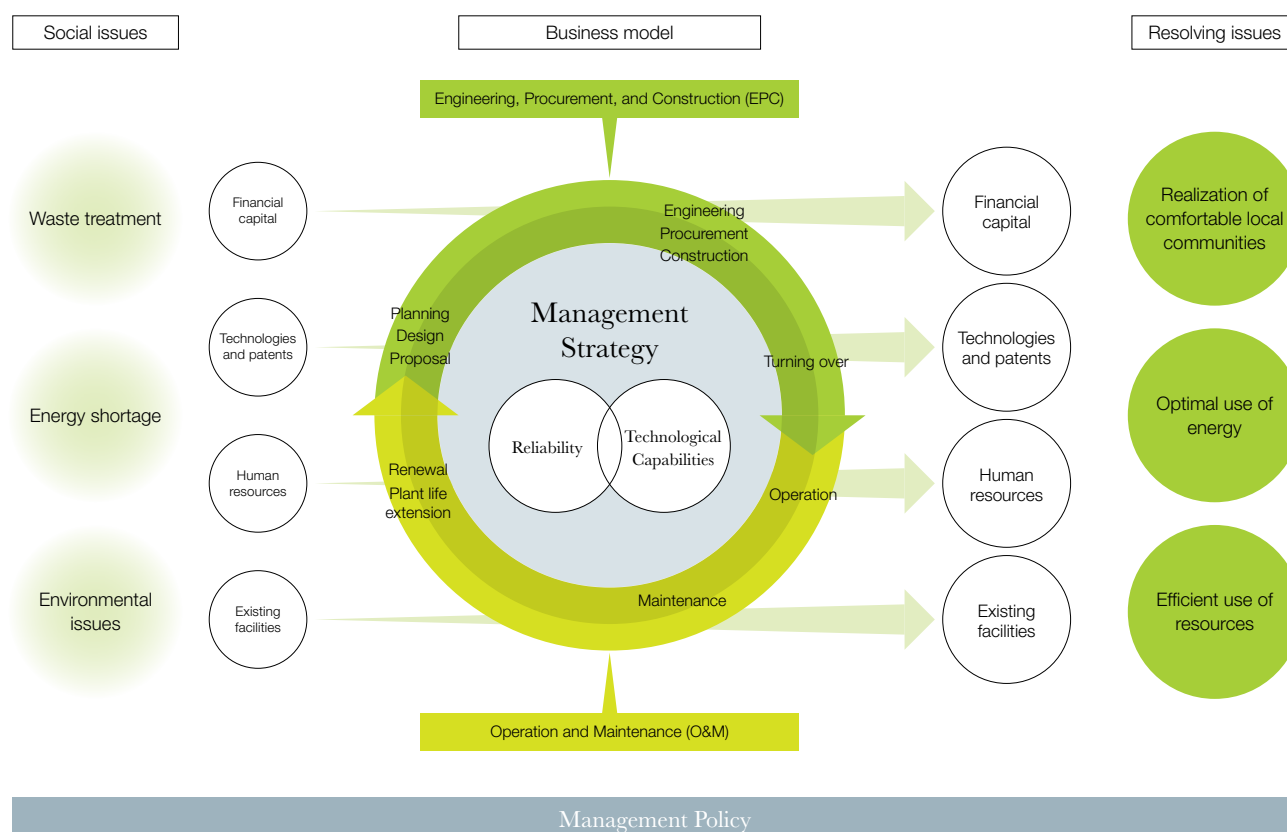 Social issues
Business model
Resolving issues
Engineering, Procurement, and Construction (EPC)
Waste treatment
Energy shortage
Environmental
issues
Financial
capital
Technologies
and patents
Human
resources
Existing
facilities
Planning
Design
Proposal
Engineering
Procurement
Construction
Turning over
Operation
Maintenance
Renewal
Plant life
extension
Management
Strategy
Reliability
Technological
Capabilities
Operation and Maintenance (O&M)
Financial
capital
Technologies
and patents
Human
resources
Existing
facilities
Realization of
comfortable local
communities
Optimal use of
energy
Efficient use of
resources
Management Policy